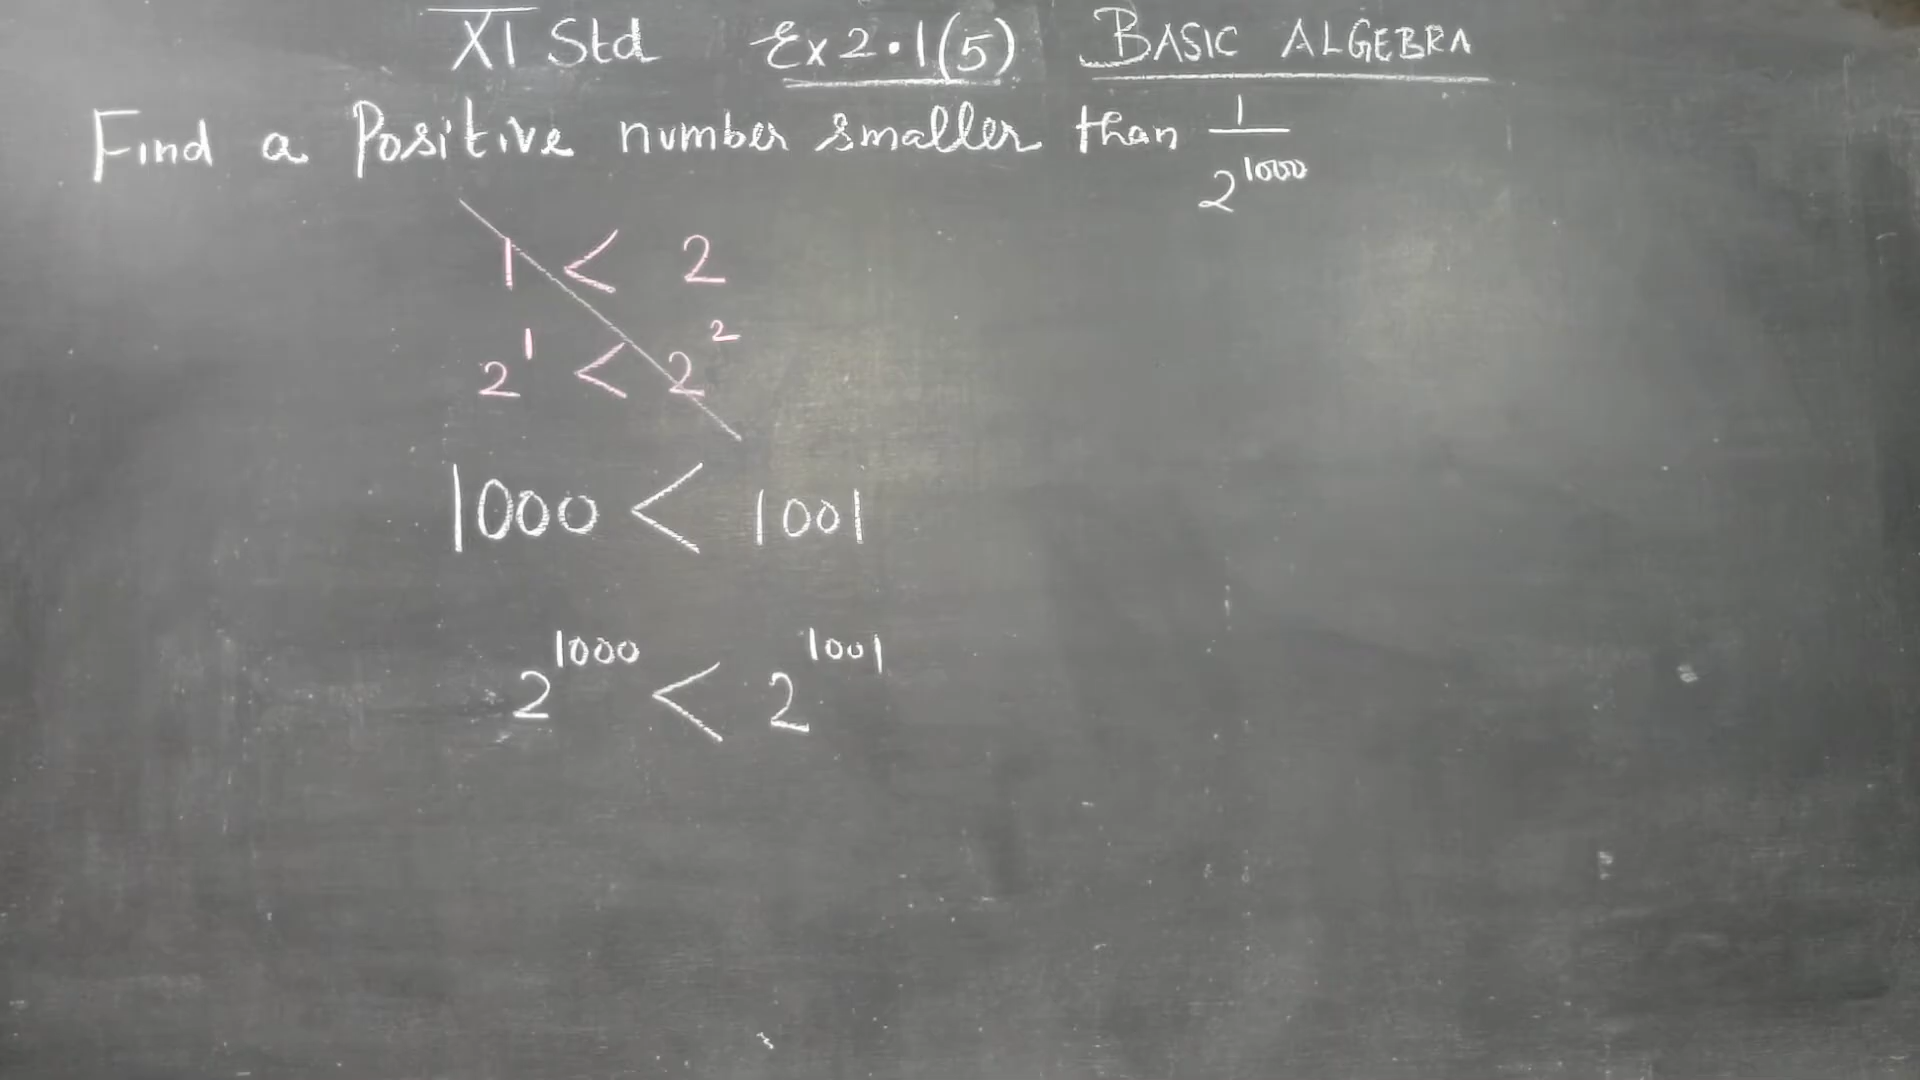 XI Std Ex 2.1(5) BASIC ALGEBRA
Find a Positive number smaller than 1/2^1000
1 < 2
2^1 < 2^2
1000 < 1001
2^1000 < 2^1001